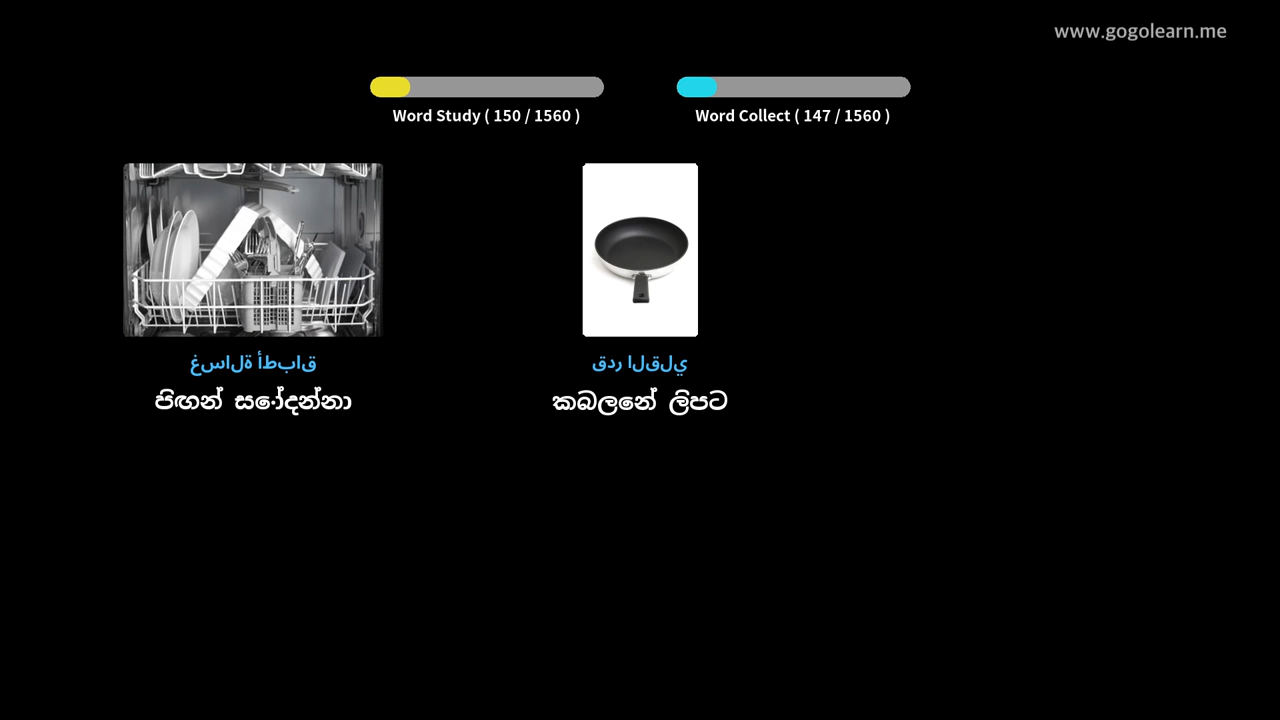 www.gogolearn.me
Word Study ( 150 / 1560 )
Word Collect ( 147 / 1560 )
غسالة أطباق
قدر القلي
පිඟන් සෝදන්නා
කබලනේ ලිපට